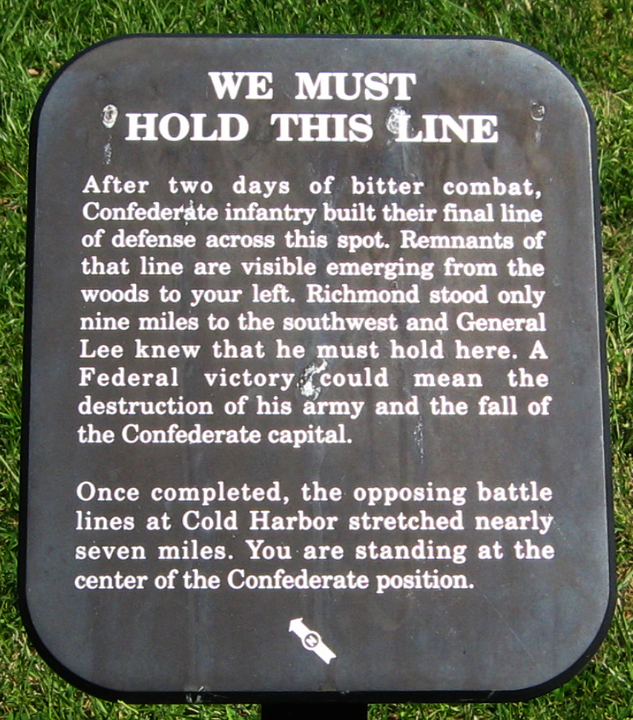 WE MUST
HOLD THIS LINE
After two days of bitter combat,
Confederate infantry built their final line
of defense across this spot. Remnants of
that line are visible emerging from the
woods to your left. Richmond stood only
nine miles to the southwest and General
Lee knew that he must hold here. A
Federal victory could mean the
destruction of his army and the fall of
the Confederate capital.
Once completed, the opposing battle
lines at Cold Harbor stretched nearly
seven miles. You are standing at the
center of the Confederate position.
N